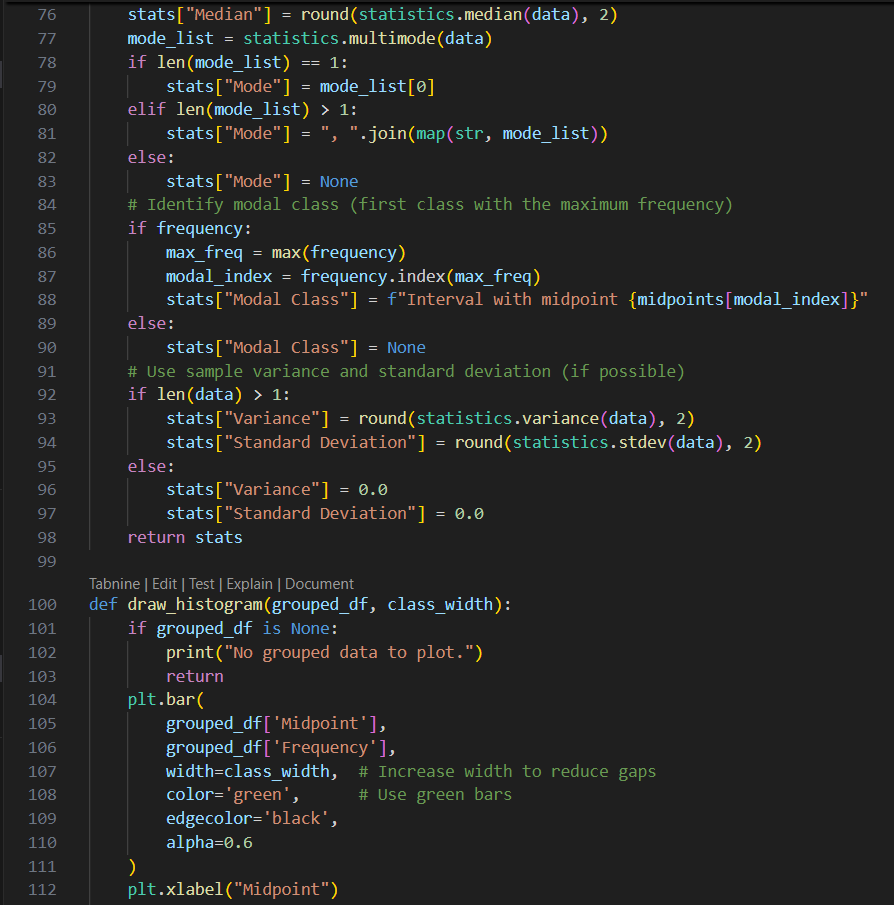 76 stats["Median"] = round(statistics.median(data), 2)
77 mode_list = statistics.multimode(data)
78 if len(mode_list) == 1:
79 stats["Mode"] = mode_list[0]
80 elif len(mode_list) > 1:
81 stats["Mode"] = ", ".join(map(str, mode_list))
82 else:
83 stats["Mode"] = None
84 # Identify modal class (first class with the maximum frequency)
85 if frequency:
86 max_freq = max(frequency)
87 modal_index = frequency.index(max_freq)
88 stats["Modal Class"] = f"Interval with midpoint {midpoints[modal_index]}"
89 else:
90 stats["Modal Class"] = None
91 # Use sample variance and standard deviation (if possible)
92 if len(data) > 1:
93 stats["Variance"] = round(statistics.variance(data), 2)
94 stats["Standard Deviation"] = round(statistics.stdev(data), 2)
95 else:
96 stats["Variance"] = 0.0
97 stats["Standard Deviation"] = 0.0
98 return stats
99
Tabnine | Edit | Test | Explain | Document
100 def draw_histogram(grouped_df, class_width):
101 if grouped_df is None:
102 print("No grouped data to plot.")
103 return
104 plt.bar(
105 grouped_df['Midpoint'],
106 grouped_df['Frequency'],
107 width=class_width, # Increase width to reduce gaps
108 color='green', # Use green bars
109 edgecolor='black',
110 alpha=0.6
111 )
112 plt.xlabel("Midpoint")